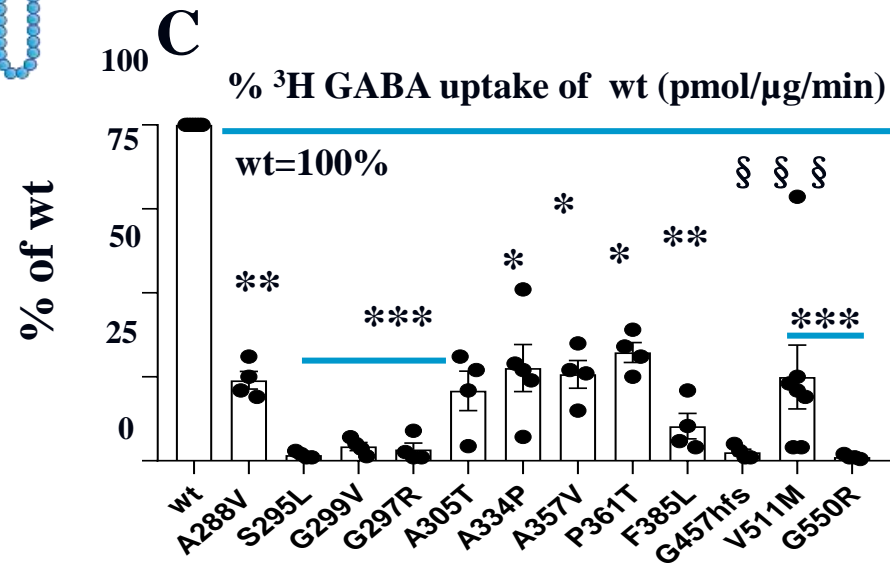 C
100
% ³H GABA uptake of wt (pmol/µg/min)
75
wt=100%
§ § §
50
*
**
*
*
**
***
***
25
0
% of wt
wt
A288V
S295L
G299V
G297R
A305T
A334P
A357V
P361T
F385L
G457hfs
V511M
G550R